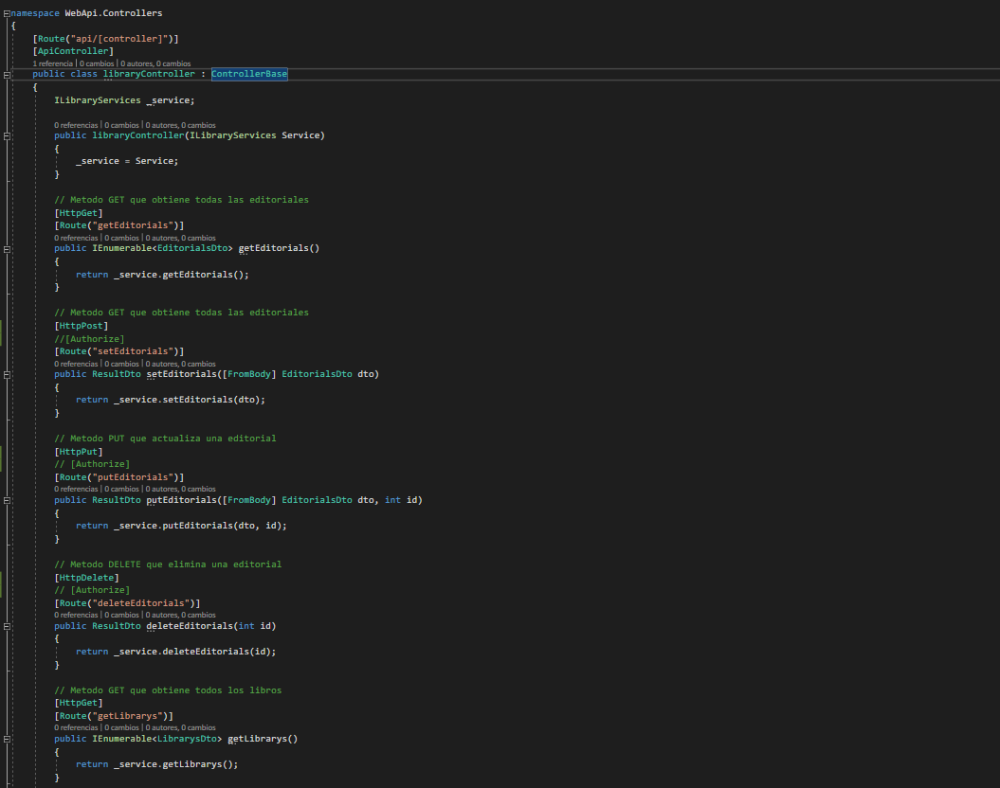 namespace WebApi.Controllers
{
[Route("api/[controller]")]
[ApiController]
1 referencia | 0 cambios | 0 autores, 0 cambios
public class libraryController : ControllerBase
{
ILibraryServices _service;
0 referencias | 0 cambios | 0 autores, 0 cambios
public libraryController(ILibraryServices Service)
{
_service = Service;
}
// Metodo GET que obtiene todas las editoriales
[HttpGet]
[Route("getEditorials")]
0 referencias | 0 cambios | 0 autores, 0 cambios
public IEnumerable<EditorialsDto> getEditorials()
{
return _service.getEditorials();
}
// Metodo GET que obtiene todas las editoriales
[HttpPost]
//[Authorize]
[Route("setEditorials")]
0 referencias | 0 cambios | 0 autores, 0 cambios
public ResultDto setEditorials([FromBody] EditorialsDto dto)
{
return _service.setEditorials(dto);
}
// Metodo PUT que actualiza una editorial
[HttpPut]
// [Authorize]
[Route("putEditorials")]
0 referencias | 0 cambios | 0 autores, 0 cambios
public ResultDto putEditorials([FromBody] EditorialsDto dto, int id)
{
return _service.putEditorials(dto, id);
}
// Metodo DELETE que elimina una editorial
[HttpDelete]
// [Authorize]
[Route("deleteEditorials")]
0 referencias | 0 cambios | 0 autores, 0 cambios
public ResultDto deleteEditorials(int id)
{
return _service.deleteEditorials(id);
}
// Metodo GET que obtiene todos los libros
[HttpGet]
[Route("getLibrarys")]
0 referencias | 0 cambios | 0 autores, 0 cambios
public IEnumerable<LibrarysDto> getLibrarys()
{
return _service.getLibrarys();
}